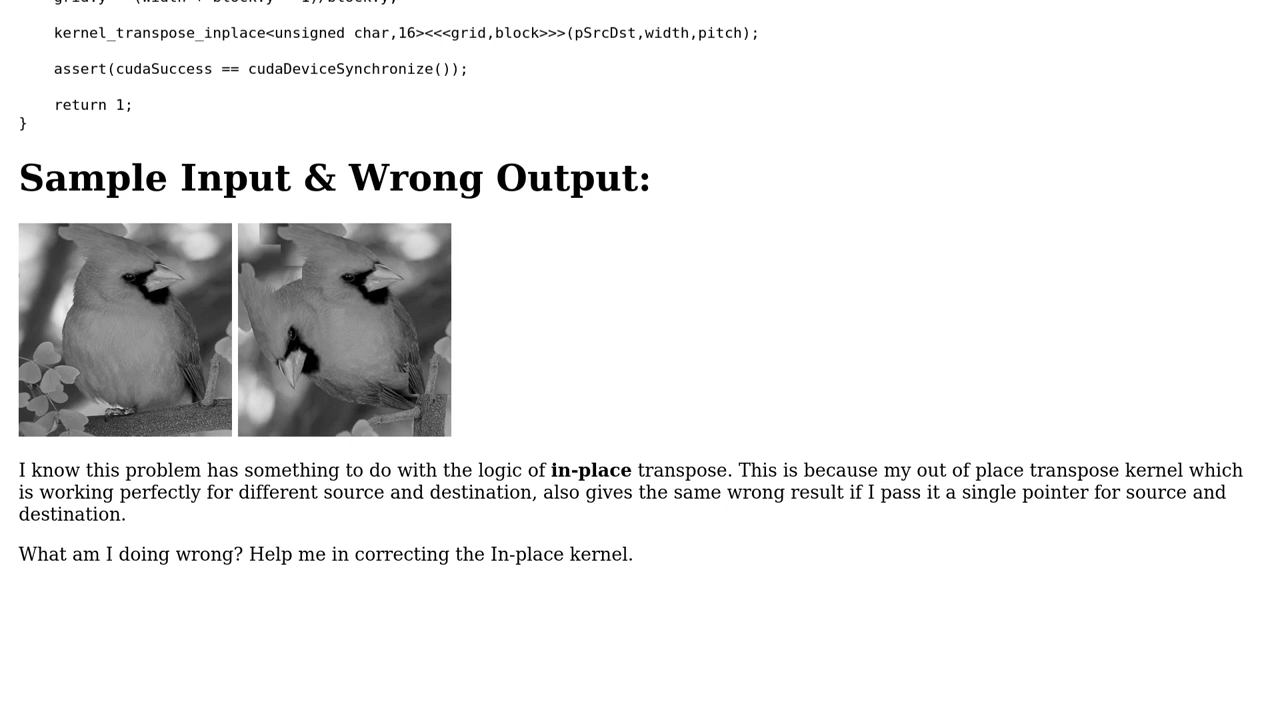 kernel_transpose_inplace<unsigned char,16><<<grid,block>>>(pSrcDst,width,pitch);
assert(cudaSuccess == cudaDeviceSynchronize());
return 1;
}
Sample Input & Wrong Output:
I know this problem has something to do with the logic of in-place transpose. This is because my out of place transpose kernel which
is working perfectly for different source and destination, also gives the same wrong result if I pass it a single pointer for source and
destination.
What am I doing wrong? Help me in correcting the In-place kernel.